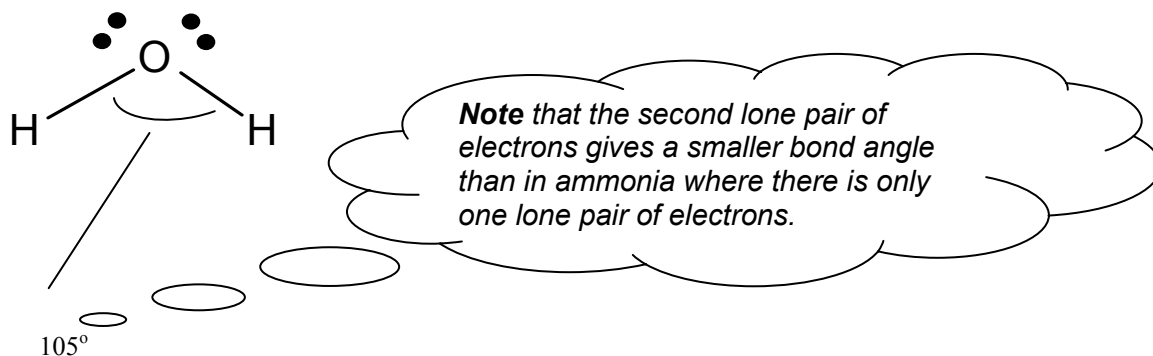 O
H
H
Note that the second lone pair of
electrons gives a smaller bond angle
than in ammonia where there is only
one lone pair of electrons.
105°